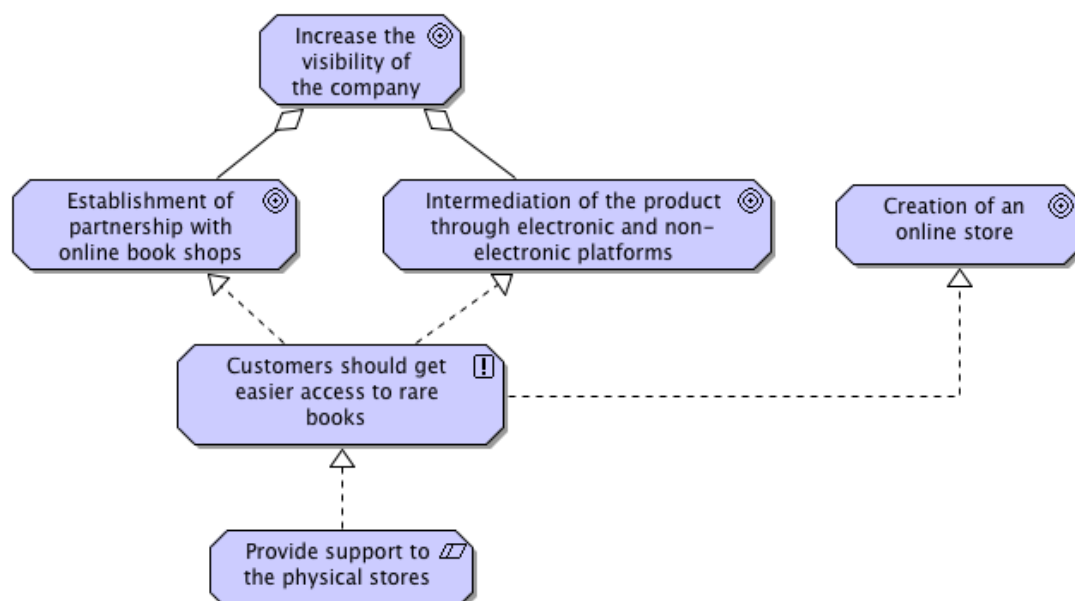 Increase the
visibility of
the company
Establishment of
partnership with
online book shops
Intermediation of the product
through electronic and non-
electronic platforms
Creation of an
online store
Customers should get
easier access to rare
books
Provide support to
the physical stores